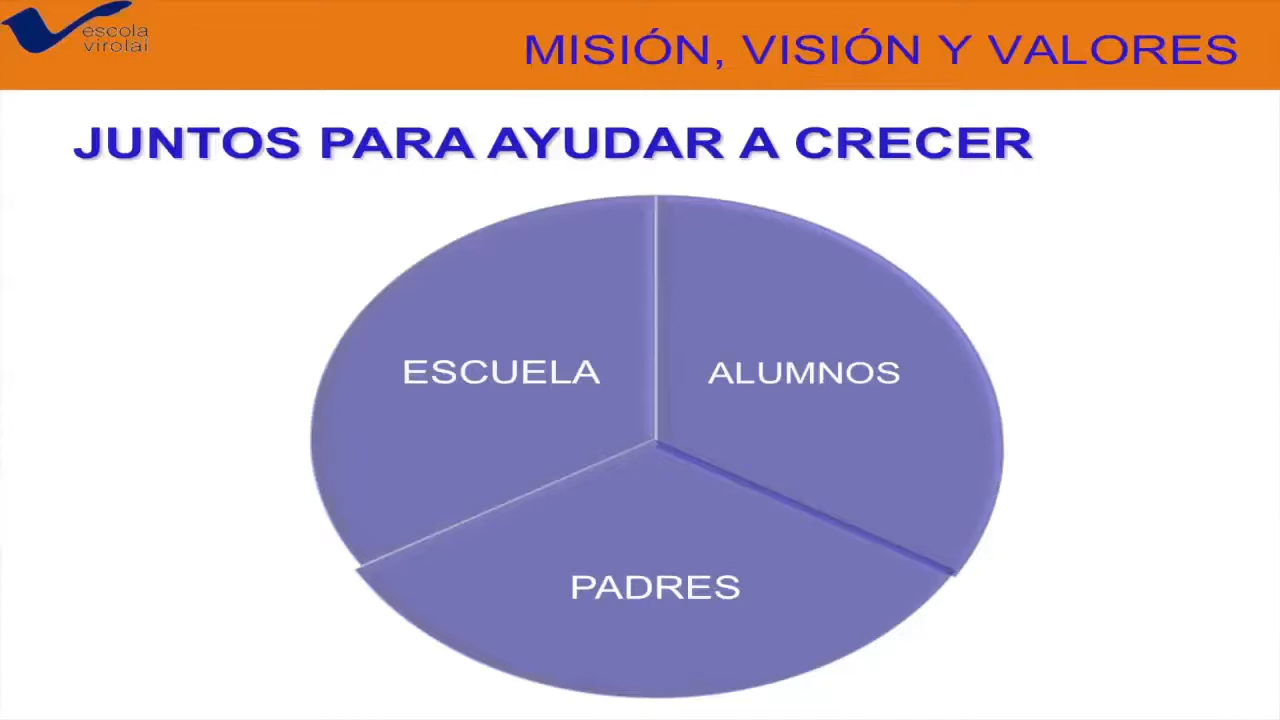 escola
virolai
MISIÓN, VISIÓN Y VALORES
JUNTOS PARA AYUDAR A CRECER
ESCUELA
ALUMNOS
PADRES